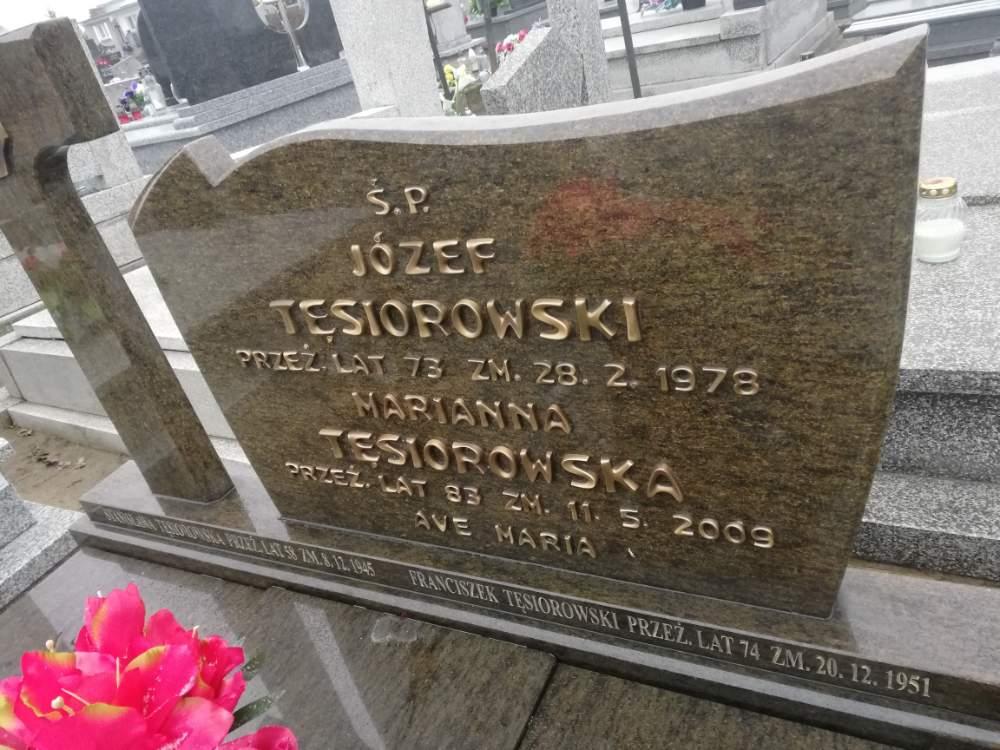 Ś.P.
JÓZEF
TĘSIOROWSKI
PRZEŻ. LAT 73 ZM. 28. 2. 1978
MARIANNA
TĘSIOROWSKA
PRZEŻ. LAT 83 ZM. 11. 5. 2009
AVE MARIA
STANISŁAWA TĘSIOROWSKA PRZEŻ. LAT 58 ZM. 8. 12. 1945
FRANCISZEK TĘSIOROWSKI PRZEŻ. LAT 74 ZM. 20. 12. 1951